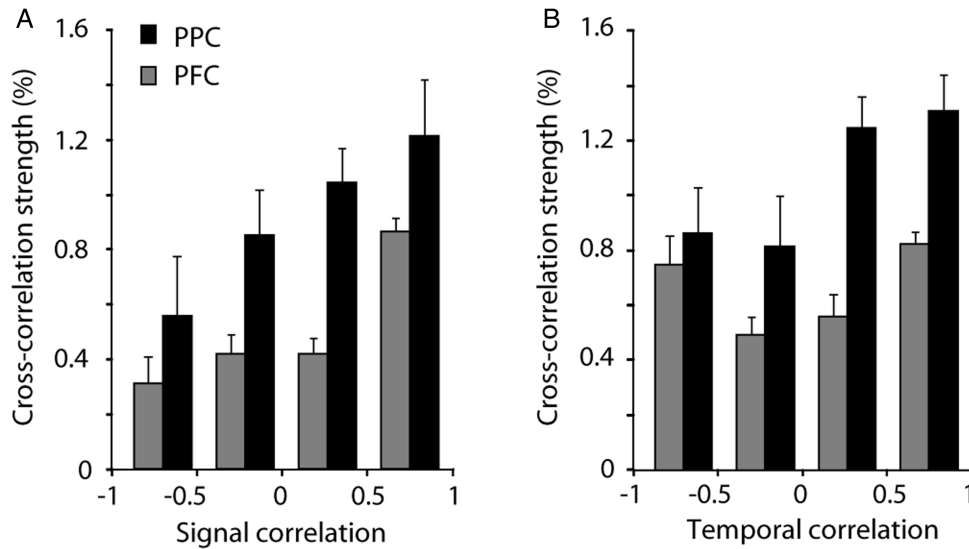 A
Cross-correlation strength (%)
1.6
1.2
0.8
0.4
0
PPC
PFC
-1 -0.5 0 0.5 1
Signal correlation
B
Cross-correlation strength (%)
1.6
1.2
0.8
0.4
0
-1 -0.5 0 0.5 1
Temporal correlation